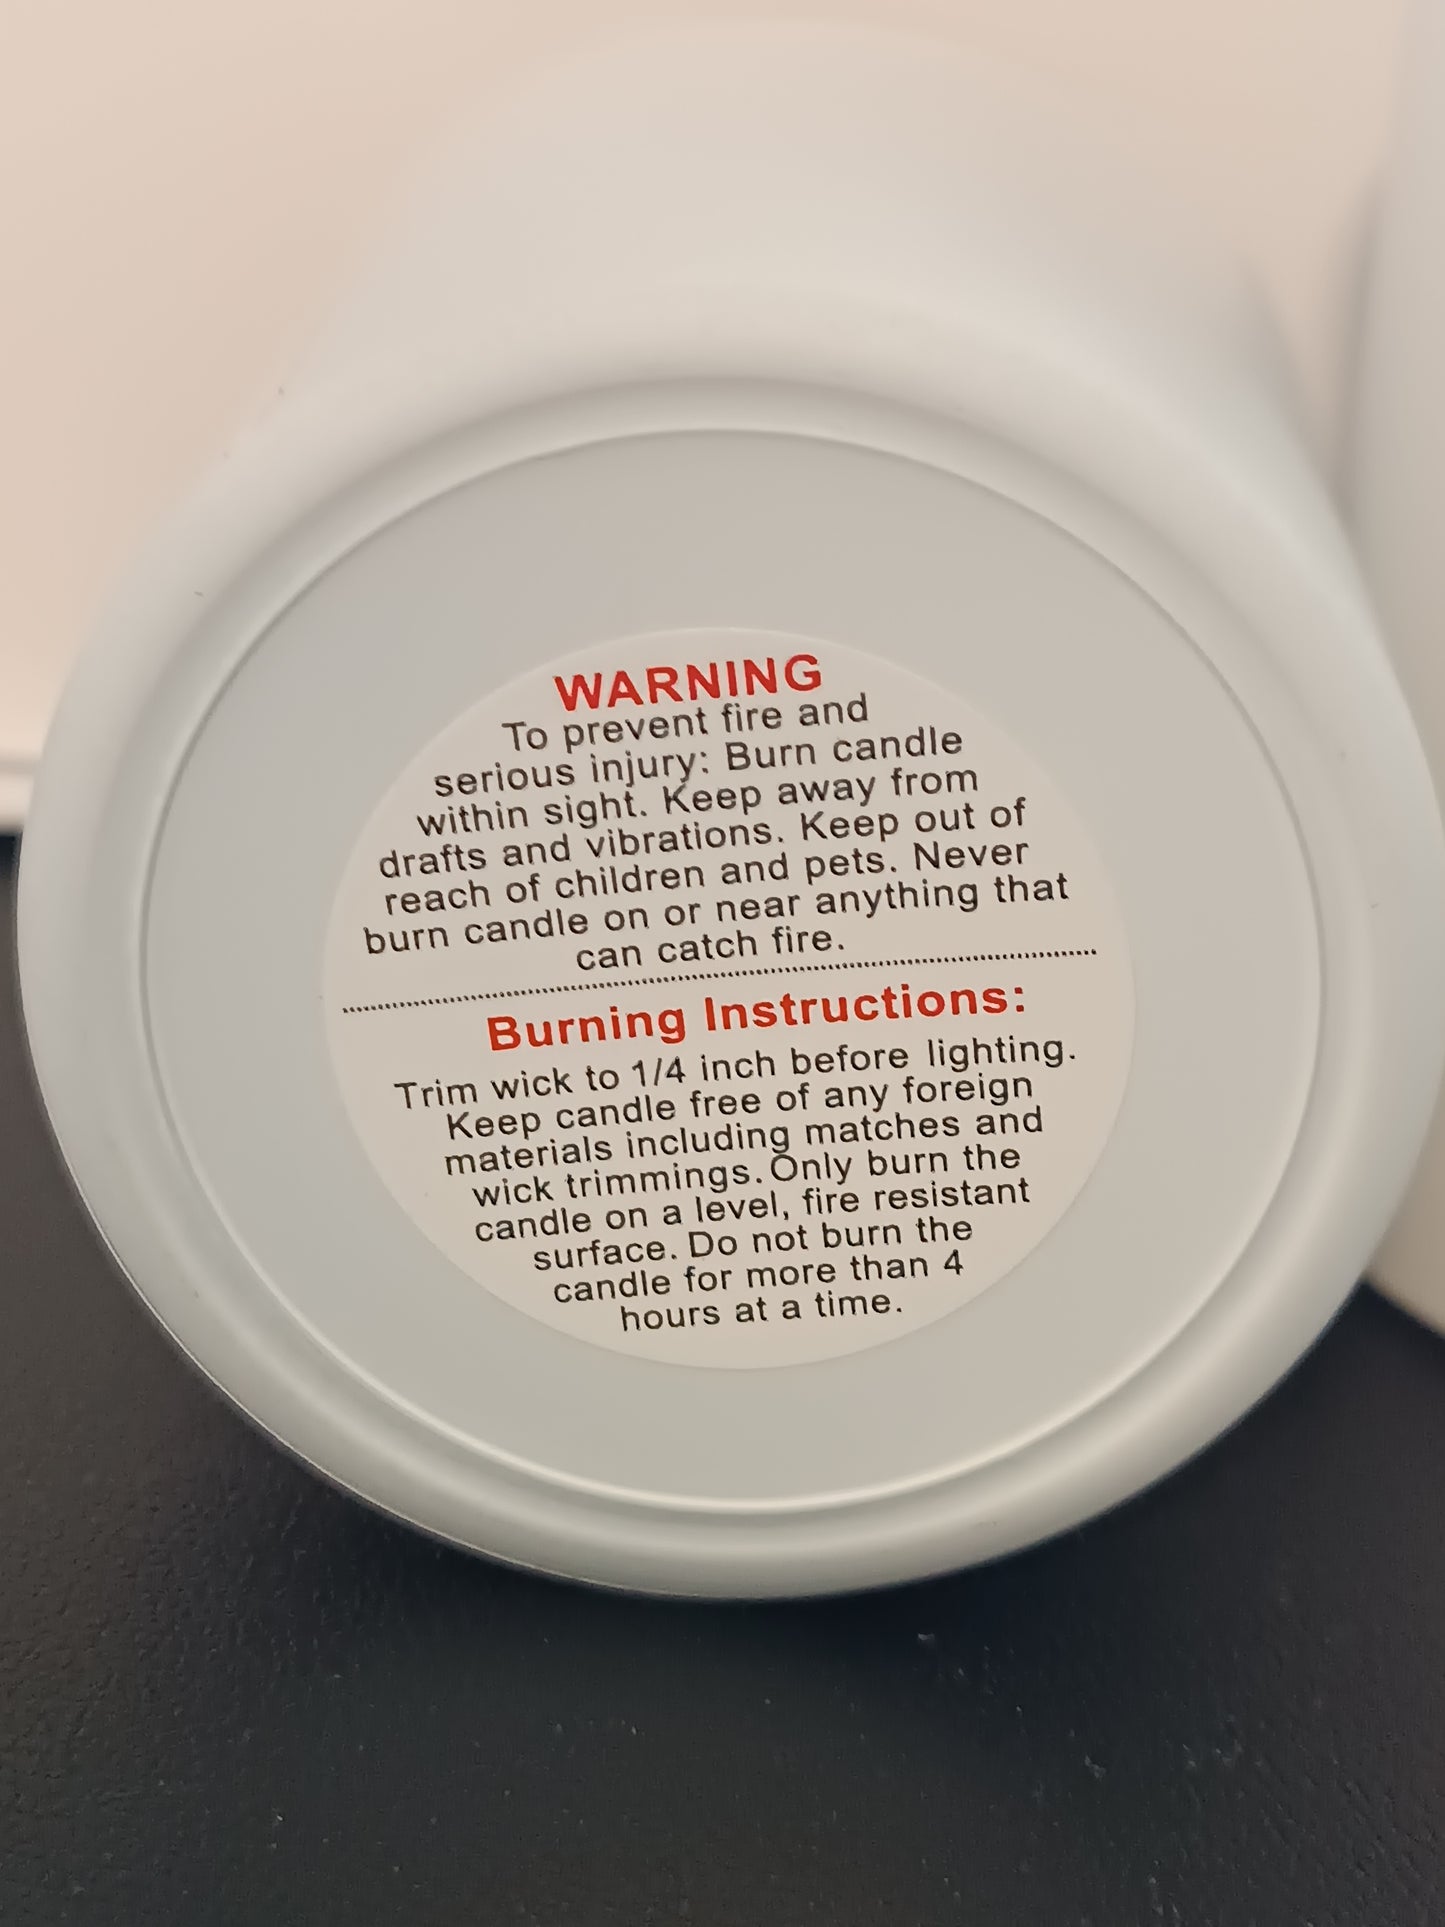 WARNING
To prevent fire and
serious injury: Burn candle
within sight. Keep away from
drafts and vibrations. Keep out of
reach of children and pets. Never
burn candle on or near anything that
can catch fire.
Burning Instructions:
Trim wick to 1/4 inch before lighting.
Keep candle free of any foreign
materials including matches and
wick trimmings. Only burn the
candle on a level, fire resistant
surface. Do not burn the
candle for more than 4
hours at a time.